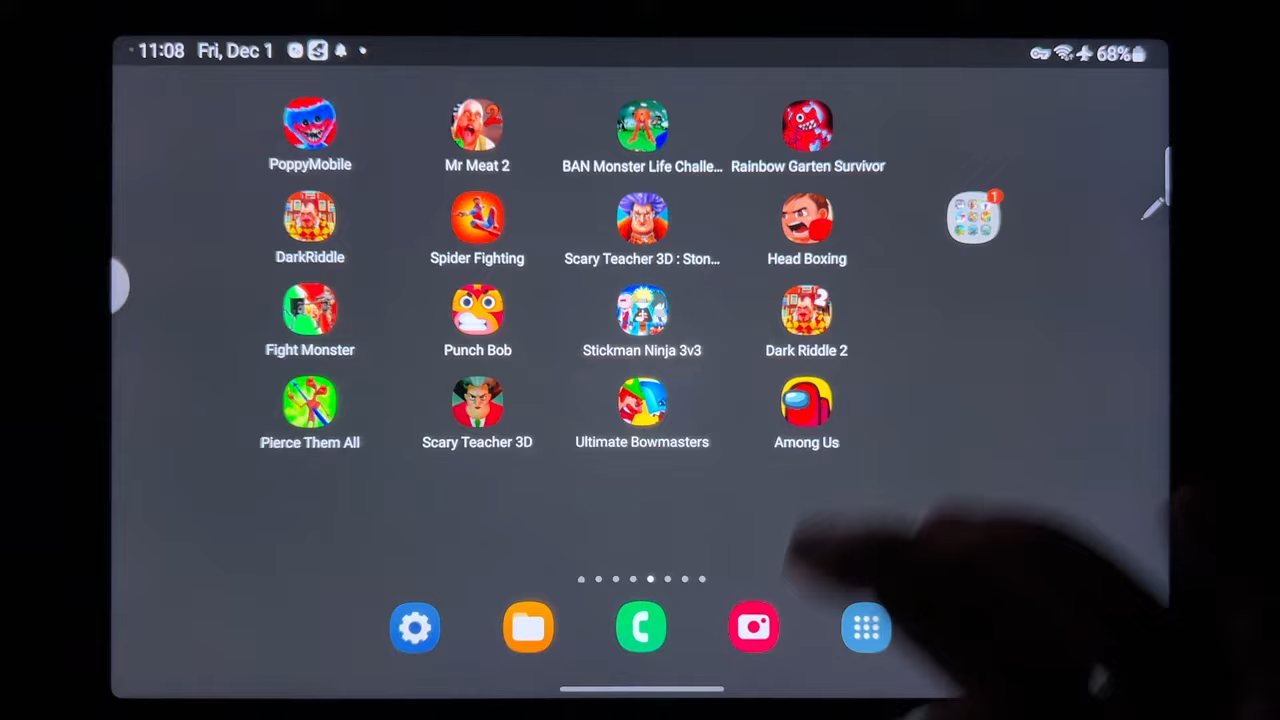 11:08 Fri, Dec 1
68%
PoppyMobile
Mr Meat 2
BAN Monster Life Challe...
Rainbow Garten Survivor
1
DarkRiddle
Spider Fighting
Scary Teacher 3D : Ston...
Head Boxing
2
Fight Monster
Punch Bob
Stickman Ninja 3v3
Dark Riddle 2
Pierce Them All
Scary Teacher 3D
Ultimate Bowmasters
Among Us